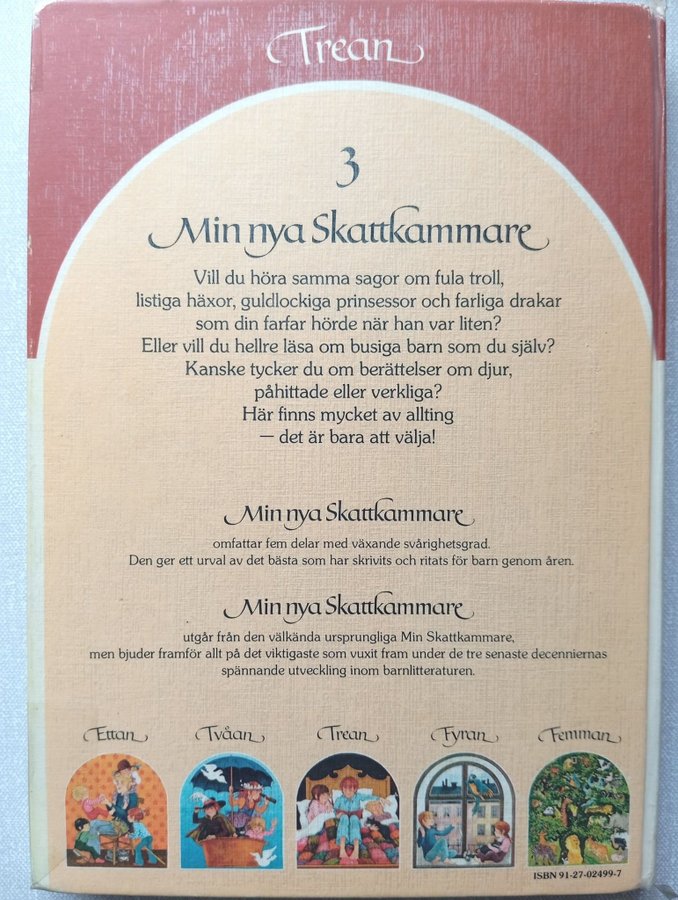 Trean
3
Min nya Skattkammare
Vill du höra samma sagor om fula troll,
listiga häxor, guldlockiga prinsessor och farliga drakar
som din farfar hörde när han var liten?
Eller vill du hellre läsa om busiga barn som du själv?
Kanske tycker du om berättelser om djur,
påhittade eller verkliga?
Här finns mycket av allting
— det är bara att välja!
Min nya Skattkammare
omfattar fem delar med växande svårighetsgrad.
Den ger ett urval av det bästa som har skrivits och ritats för barn genom åren.
Min nya Skattkammare
utgår från den välkända ursprungliga Min Skattkammare,
men bjuder framför allt på det viktigaste som vuxit fram under de tre senaste decenniernas
spännande utveckling inom barnlitteraturen.
Ettan Tvåan Trean Fyran Femman
ISBN 91-27-02499-7